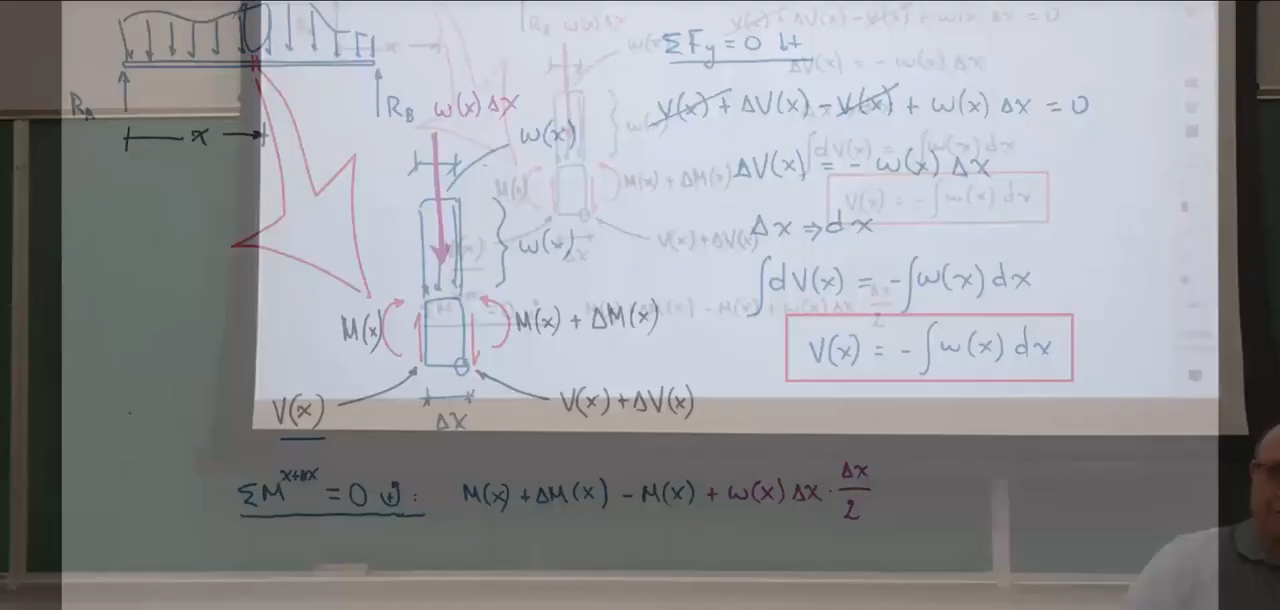 R_A
x
R_B
w(x) Δx
w(x)
w(x)
M(x)
M(x) + ΔM(x)
V(x)
V(x) + ΔV(x)
Δx
ΣFy = 0 ↓+
V(x) + ΔV(x) - V(x) + w(x) Δx = 0
ΔV(x) = - w(x) Δx
Δx ⇒ dx
∫dV(x) = -∫w(x) dx
V(x) = -∫w(x) dx
ΣM^{x+Δx} = 0 : M(x) + ΔM(x) - M(x) + w(x) Δx · Δx/2